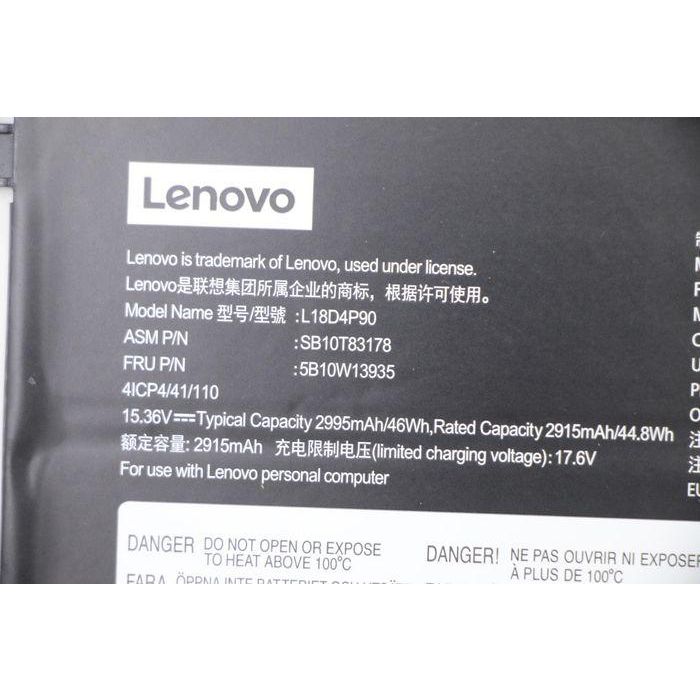 Lenovo
Lenovo is trademark of Lenovo, used under license.
Lenovo是联想集团所属企业的商标，根据许可使用。
Model Name 型号/型號 :L18D4P90
ASM P/N :SB10T83178
FRU P/N :5B10W13935
4ICP4/41/110
15.36V⎓Typical Capacity 2995mAh/46Wh,Rated Capacity 2915mAh/44.8Wh
额定容量: 2915mAh 充电限制电压(limited charging voltage): 17.6V
For use with Lenovo personal computer
DANGER DO NOT OPEN OR EXPOSE
TO HEAT ABOVE 100°C
DANGER! NE PAS OUVRIR NI EXPOSER
À PLUS DE 100°C
FARA ÖPPNA INTE BATTERIET